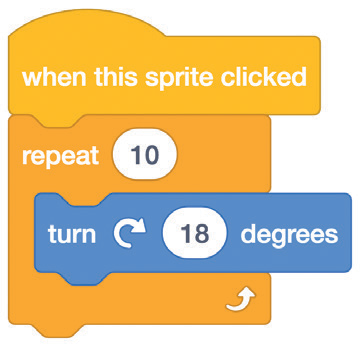 when this sprite clicked
repeat 10
turn 18 degrees